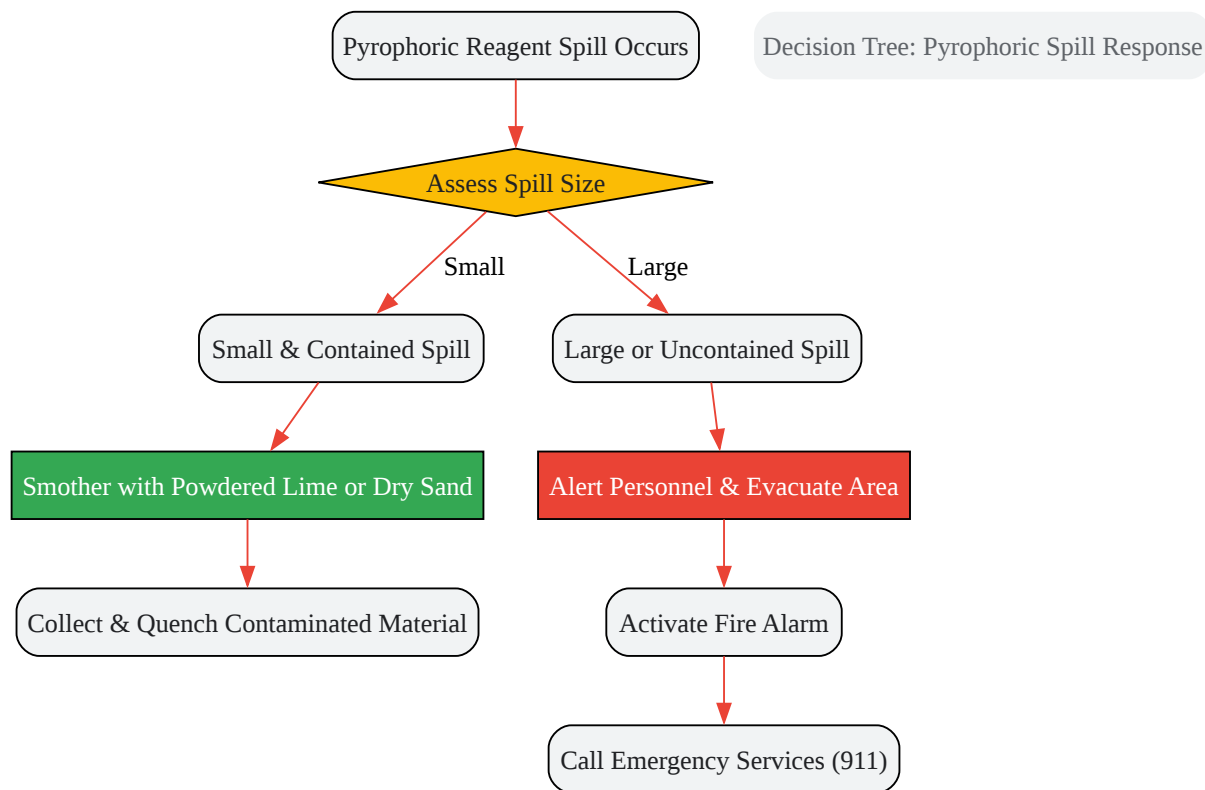 Pyrophoric Reagent Spill Occurs
Decision Tree: Pyrophoric Spill Response
Assess Spill Size
Small
Large
Small & Contained Spill
Large or Uncontained Spill
Smother with Powdered Lime or Dry Sand
Alert Personnel & Evacuate Area
Collect & Quench Contaminated Material
Activate Fire Alarm
Call Emergency Services (911)